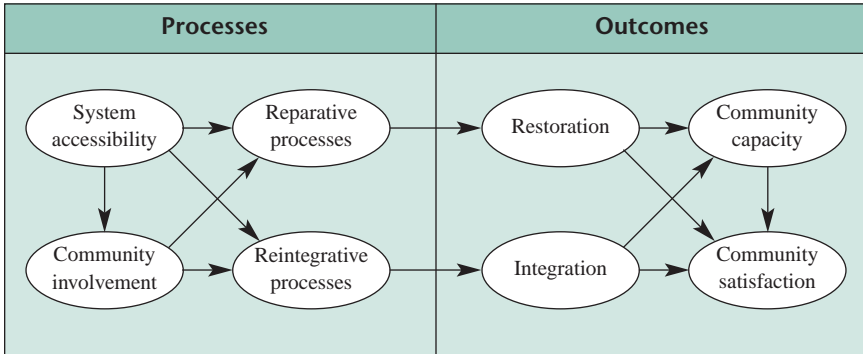 Processes
Outcomes
System
accessibility
Reparative
processes
Restoration
Community
capacity
Community
involvement
Reintegrative
processes
Integration
Community
satisfaction